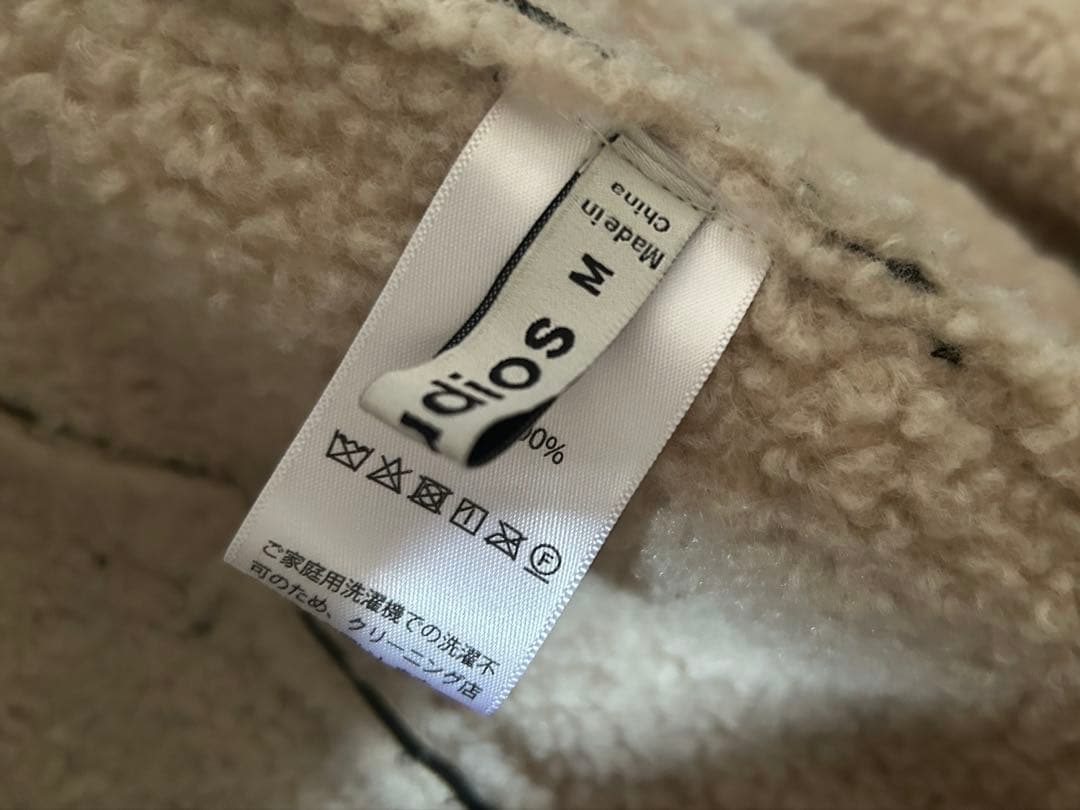 Made in
China
M
dios
00%
Ⓕ
ご家庭用洗濯機での洗濯不
可のため、クリーニング店